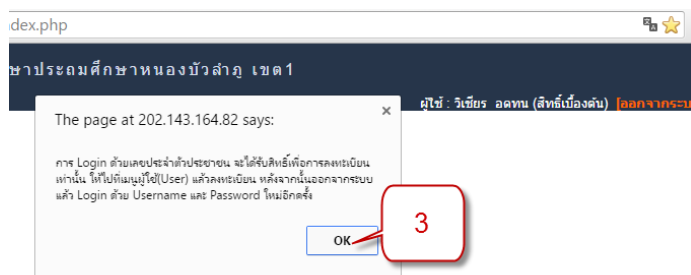 dex.php
ษาประถมศึกษาหนองบัวลำภู เขต1
ผู้ใช้ : วิเชียร อดทน (สิทธิ์เบื้องต้น) [ออกจากระบ
The page at 202.143.164.82 says:
×
การ Login ด้วยเลขประจำตัวประชาชน จะได้รับสิทธิ์เพื่อการลงทะเบียน
เท่านั้น ให้ไปที่เมนูผู้ใช้(User) แล้วลงทะเบียน หลังจากนั้นออกจากระบบ
แล้ว Login ด้วย Username และ Password ใหม่อีกครั้ง
OK
3